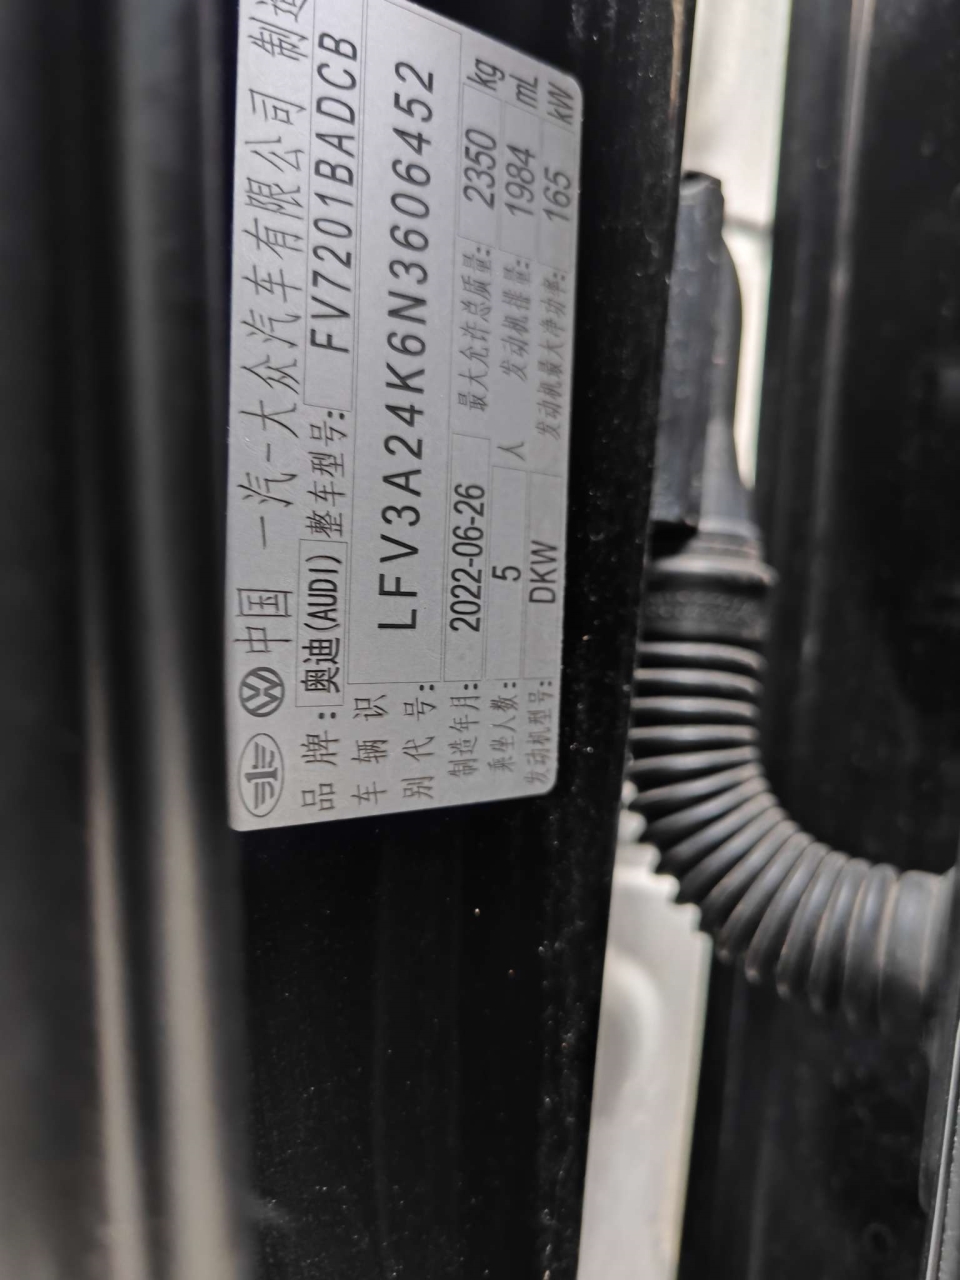 中国 一汽-大众汽车有限公司 制造
品牌: 奥迪(AUDI) 整车型号: FV7201BADCB
车辆识别代号: LFV3A24K6N3606452
制造年月: 2022-06-26 最大允许总质量: 2350 kg
乘坐人数: 5 人 发动机排量: 1984 mL
发动机型号: DKW 发动机最大净功率: 165 kW